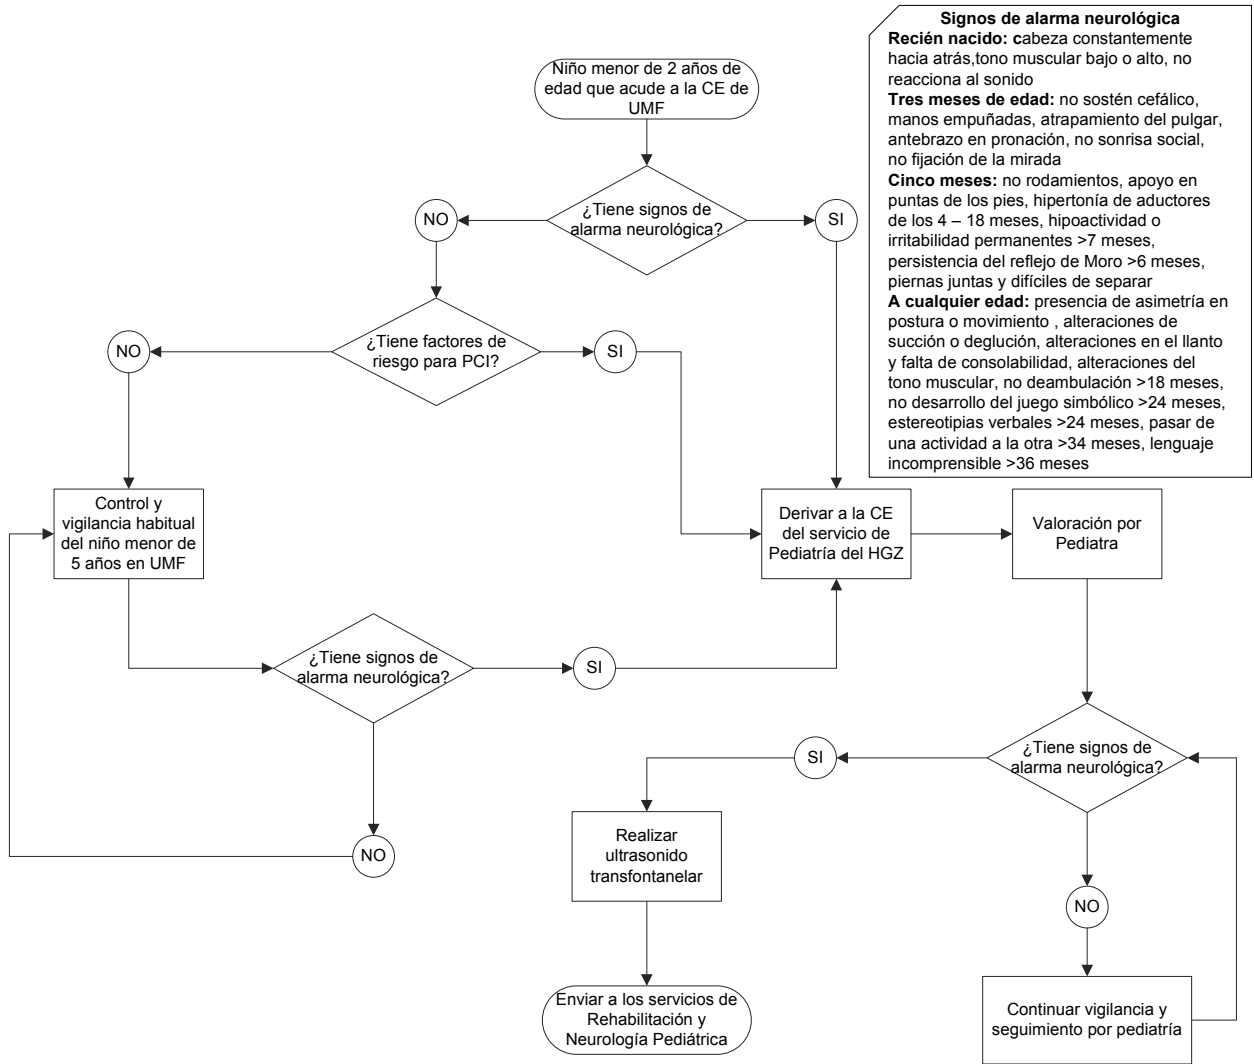 Signos de alarma neurológica
Recién nacido: cabeza constantemente
hacia atrás,tono muscular bajo o alto, no
reacciona al sonido
Tres meses de edad: no sostén cefálico,
manos empuñadas, atrapamiento del pulgar,
antebrazo en pronación, no sonrisa social,
no fijación de la mirada
Cinco meses: no rodamientos, apoyo en
puntas de los pies, hipertonía de aductores
de los 4 – 18 meses, hipoactividad o
irritabilidad permanentes >7 meses,
persistencia del reflejo de Moro >6 meses,
piernas juntas y difíciles de separar
A cualquier edad: presencia de asimetría en
postura o movimiento , alteraciones de
succión o deglución, alteraciones en el llanto
y falta de consolabilidad, alteraciones del
tono muscular, no deambulación >18 meses,
no desarrollo del juego simbólico >24 meses,
estereotipias verbales >24 meses, pasar de
una actividad a la otra >34 meses, lenguaje
incomprensible >36 meses
Niño menor de 2 años de
edad que acude a la CE de
UMF
¿Tiene signos de
alarma neurológica?
NO
SI
¿Tiene factores de
riesgo para PCI?
NO
SI
Control y
vigilancia habitual
del niño menor de
5 años en UMF
Derivar a la CE
del servicio de
Pediatría del HGZ
Valoración por
Pediatra
¿Tiene signos de
alarma neurológica?
SI
NO
¿Tiene signos de
alarma neurológica?
SI
NO
Realizar
ultrasonido
transfontanelar
Enviar a los servicios de
Rehabilitación y
Neurología Pediátrica
Continuar vigilancia y
seguimiento por pediatría